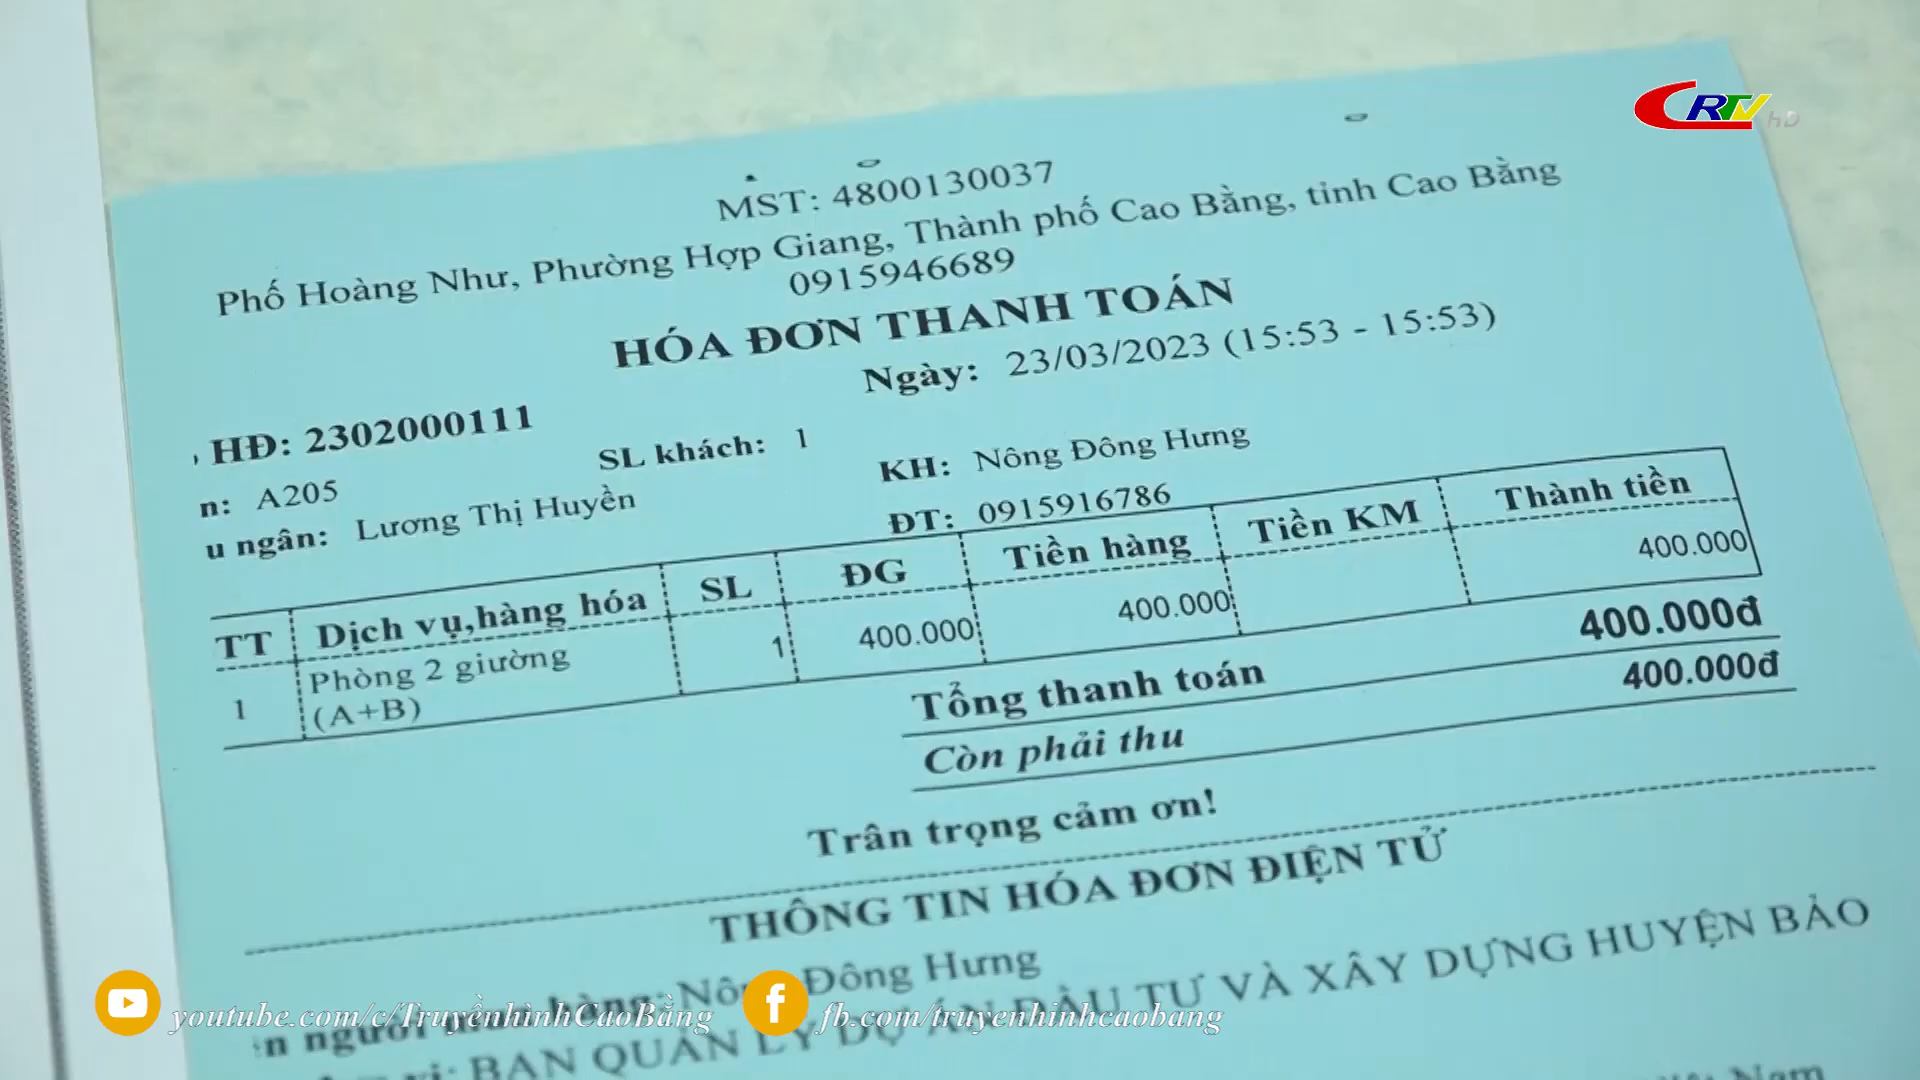 CRTV hD
MST: 4800130037
Phố Hoàng Như, Phường Hợp Giang, Thành phố Cao Bằng, tỉnh Cao Bằng
0915946689
HÓA ĐƠN THANH TOÁN
Ngày: 23/03/2023 (15:53 - 15:53)
HĐ: 2302000111
SL khách: 1
KH: Nông Đông Hưng
n: A205
ĐT: 0915916786
u ngân: Lương Thị Huyền
TT Dịch vụ,hàng hóa SL ĐG Tiền hàng Tiền KM Thành tiền
1 Phòng 2 giường 1 400.000 400.000 400.000
(A+B)
Tổng thanh toán 400.000đ
Còn phải thu 400.000đ
Trân trọng cảm ơn!
THÔNG TIN HÓA ĐƠN ĐIỆN TỬ
n người mua hàng: Nông Đông Hưng
vị: BAN QUẢN LÝ DỰ ÁN ĐẦU TƯ VÀ XÂY DỰNG HUYỆN BẢO
Nam
youtube.com/c/TruyềnhìnhCaoBằng
fb.com/truyenhinhcaobang